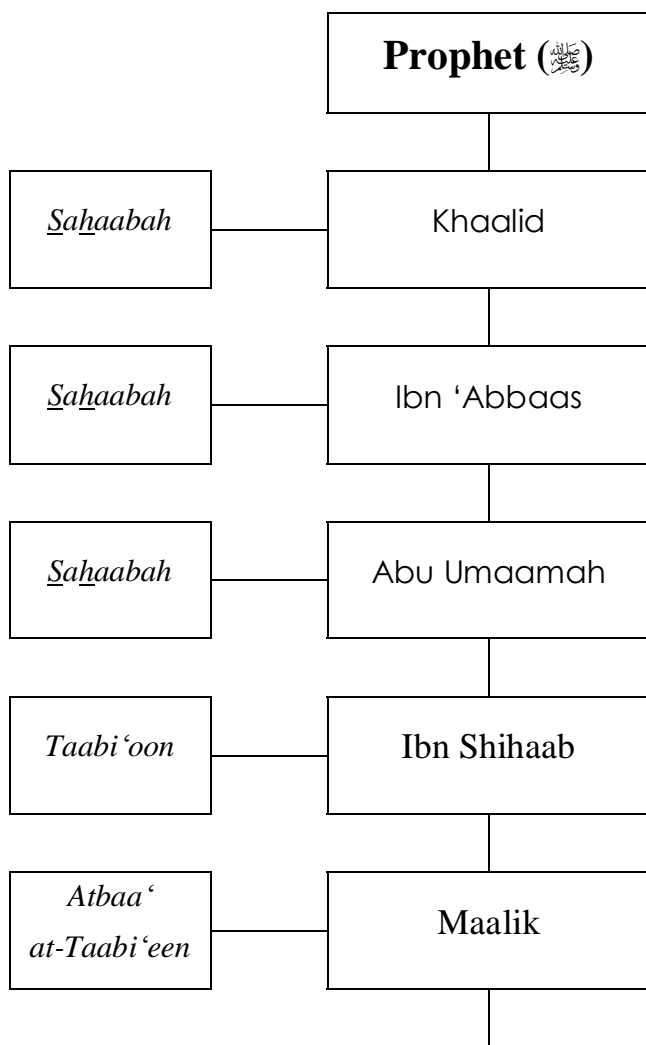 Prophet (ﷺ)
Sahaabah
Khaalid
Sahaabah
Ibn ‘Abbaas
Sahaabah
Abu Umaamah
Taabi‘oon
Ibn Shihaab
Atbaa‘
at-Taabi‘een
Maalik